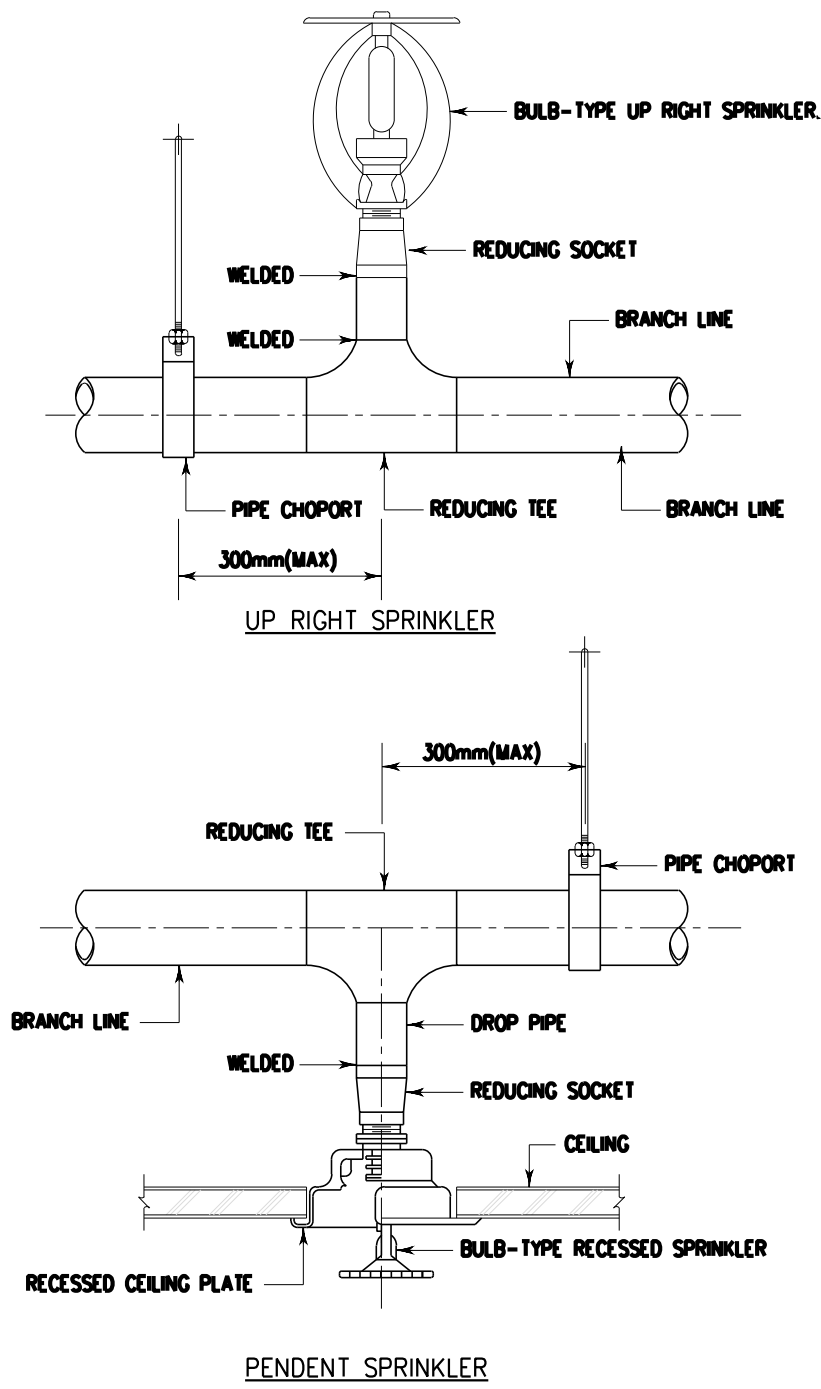 BULB-TYPE UP RIGHT SPRINKLER.
REDUCING SOCKET
WELDED
BRANCH LINE
WELDED
PIPE CHOPORT
REDUCING TEE
BRANCH LINE
300mm(MAX)
UP RIGHT SPRINKLER
300mm(MAX)
REDUCING TEE
PIPE CHOPORT
BRANCH LINE
DROP PIPE
WELDED
REDUCING SOCKET
CEILING
BULB-TYPE RECESSED SPRINKLER
RECESSED CEILING PLATE
PENDENT SPRINKLER